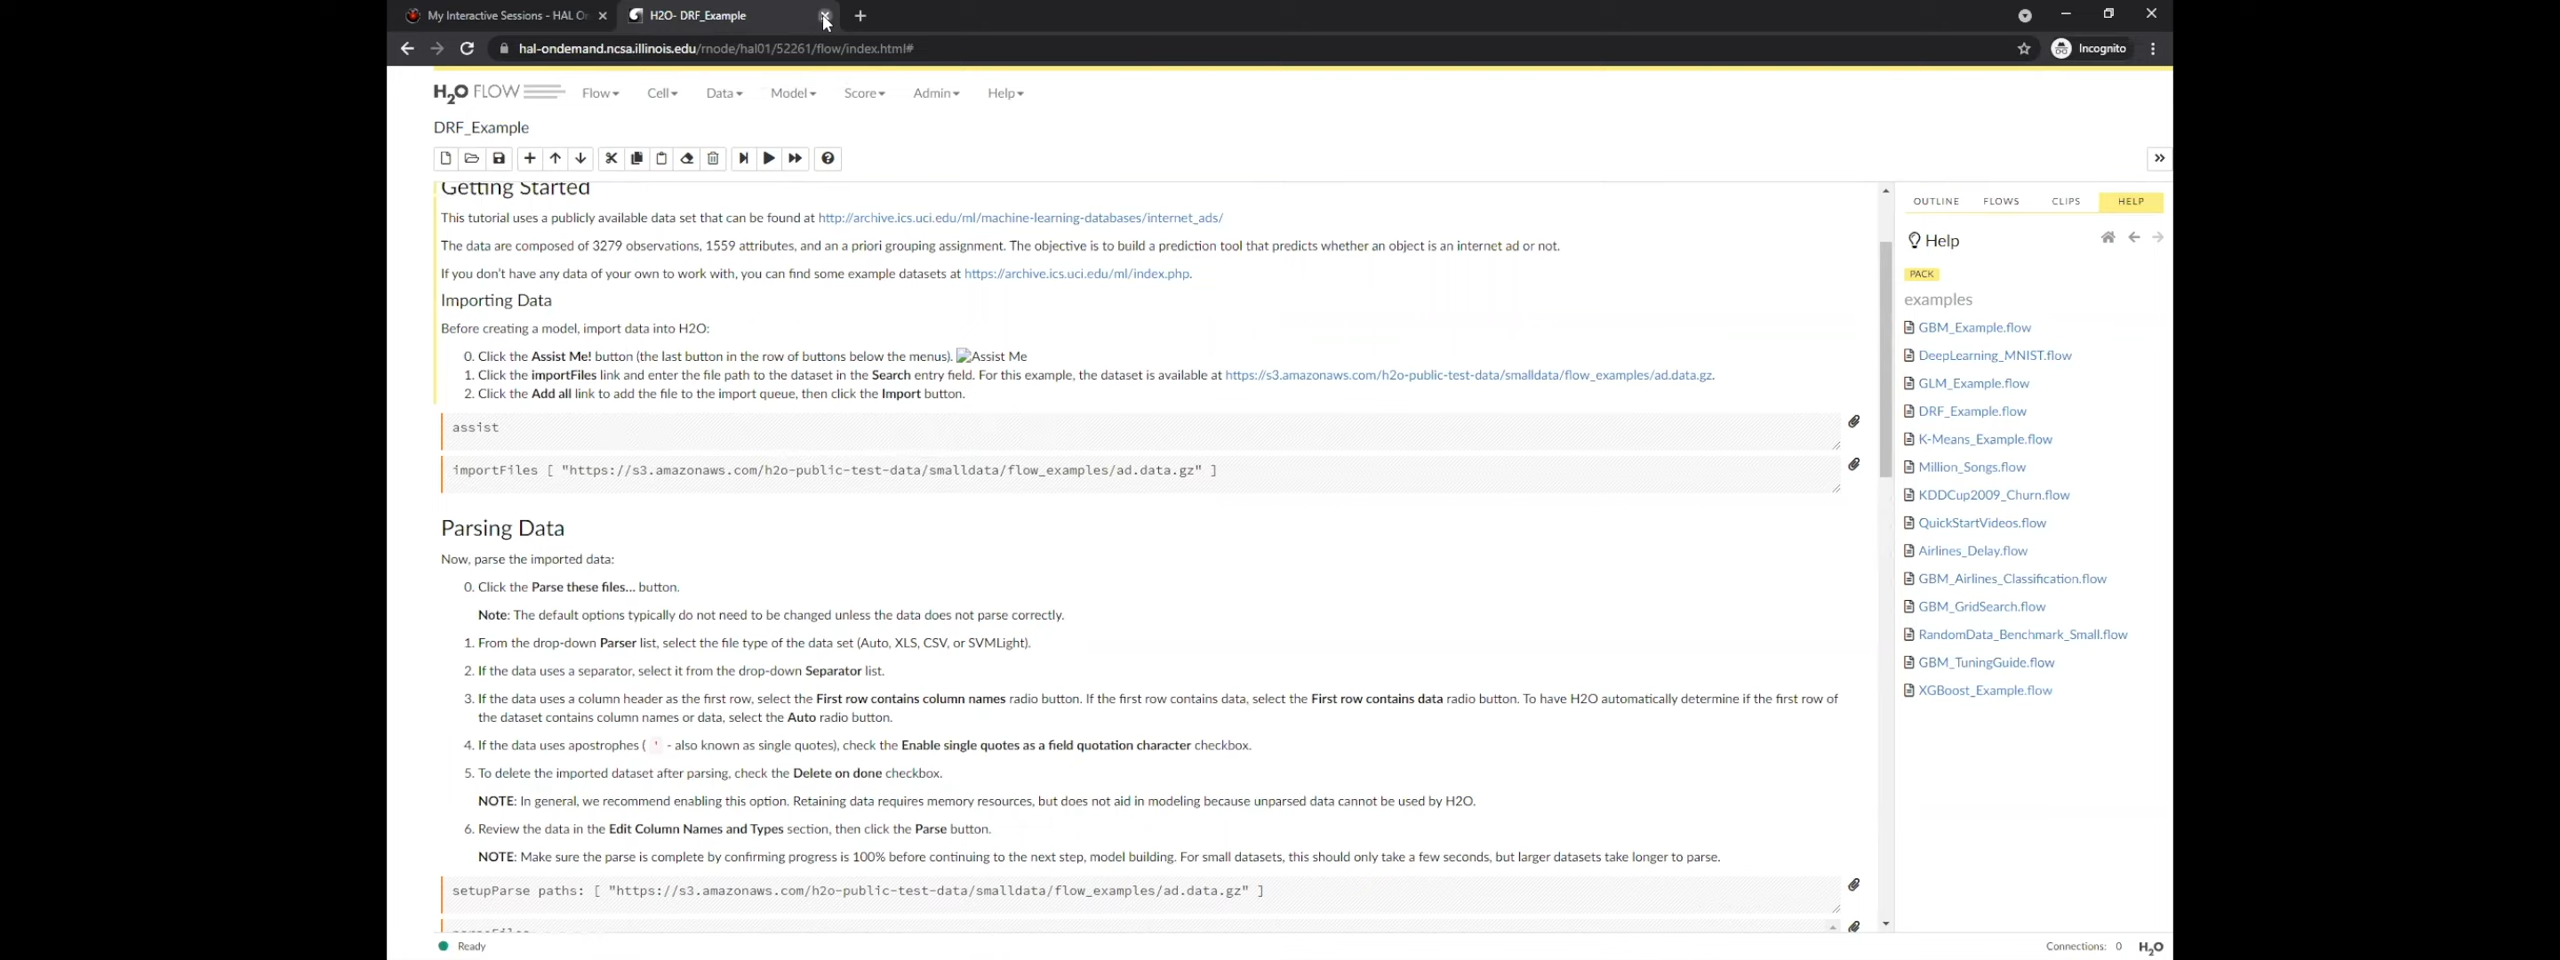 My Interactive Sessions - HAL O
H2O- DRF_Example
hal-ondemand.ncsa.illinois.edu/rnode/hal01/52261/flow/index.html#
Incognito
H2O FLOW
Flow
Cell
Data
Model
Score
Admin
Help
DRF_Example
Getting Started
This tutorial uses a publicly available data set that can be found at http://archive.ics.uci.edu/ml/machine-learning-databases/internet_ads/
The data are composed of 3279 observations, 1559 attributes, and an a priori grouping assignment. The objective is to build a prediction tool that predicts whether an object is an internet ad or not.
If you don't have any data of your own to work with, you can find some example datasets at https://archive.ics.uci.edu/ml/index.php.
Importing Data
Before creating a model, import data into H2O:
0. Click the Assist Me! button (the last button in the row of buttons below the menus). Assist Me
1. Click the importFiles link and enter the file path to the dataset in the Search entry field. For this example, the dataset is available at https://s3.amazonaws.com/h2o-public-test-data/smalldata/flow_examples/ad.data.gz.
2. Click the Add all link to add the file to the import queue, then click the Import button.
assist
importFiles [ "https://s3.amazonaws.com/h2o-public-test-data/smalldata/flow_examples/ad.data.gz" ]
Parsing Data
Now, parse the imported data:
0. Click the Parse these files... button.
Note: The default options typically do not need to be changed unless the data does not parse correctly.
1. From the drop-down Parser list, select the file type of the data set (Auto, XLS, CSV, or SVMLight).
2. If the data uses a separator, select it from the drop-down Separator list.
3. If the data uses a column header as the first row, select the First row contains column names radio button. If the first row contains data, select the First row contains data radio button. To have H2O automatically determine if the first row of
the dataset contains column names or data, select the Auto radio button.
4. If the data uses apostrophes ( ' - also known as single quotes), check the Enable single quotes as a field quotation character checkbox.
5. To delete the imported dataset after parsing, check the Delete on done checkbox.
NOTE: In general, we recommend enabling this option. Retaining data requires memory resources, but does not aid in modeling because unparsed data cannot be used by H2O.
6. Review the data in the Edit Column Names and Types section, then click the Parse button.
NOTE: Make sure the parse is complete by confirming progress is 100% before continuing to the next step, model building. For small datasets, this should only take a few seconds, but larger datasets take longer to parse.
setupParse paths: [ "https://s3.amazonaws.com/h2o-public-test-data/smalldata/flow_examples/ad.data.gz" ]
OUTLINE
FLOWS
CLIPS
HELP
Help
PACK
examples
GBM_Example.flow
DeepLearning_MNIST.flow
GLM_Example.flow
DRF_Example.flow
K-Means_Example.flow
Million_Songs.flow
KDDCup2009_Churn.flow
QuickStartVideos.flow
Airlines_Delay.flow
GBM_Airlines_Classification.flow
GBM_GridSearch.flow
RandomData_Benchmark_Small.flow
GBM_TuningGuide.flow
XGBoost_Example.flow
Ready
Connections: 0
H2O